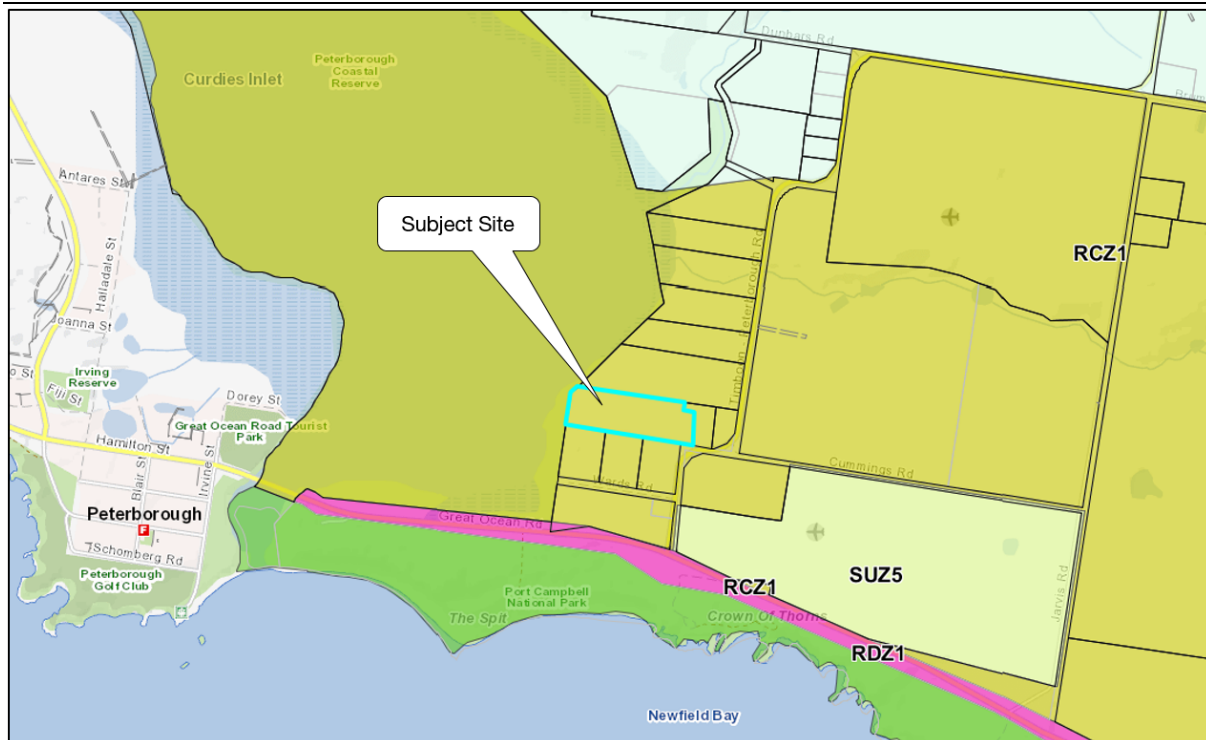 Dunbars Rd
Peterborough
Coastal
Reserve
Curdies Inlet
Antares St
Subject Site
Halladale St
RCZ1
Timboon - Peterborough Rd
Joanna St
Irving
Reserve
Fiji St
Dorey St
Great Ocean Road Tourist
Park
Hamilton St
Blair St
Irvine St
Cummings Rd
Wards Rd
Peterborough
F
Great Ocean Rd
Schomberg Rd
SUZ5
Peterborough
Golf Club
Port Campbell
National Park
RCZ1
Jarvis Rd
The Spit
Crown Of Thorns
RDZ1
Newfield Bay